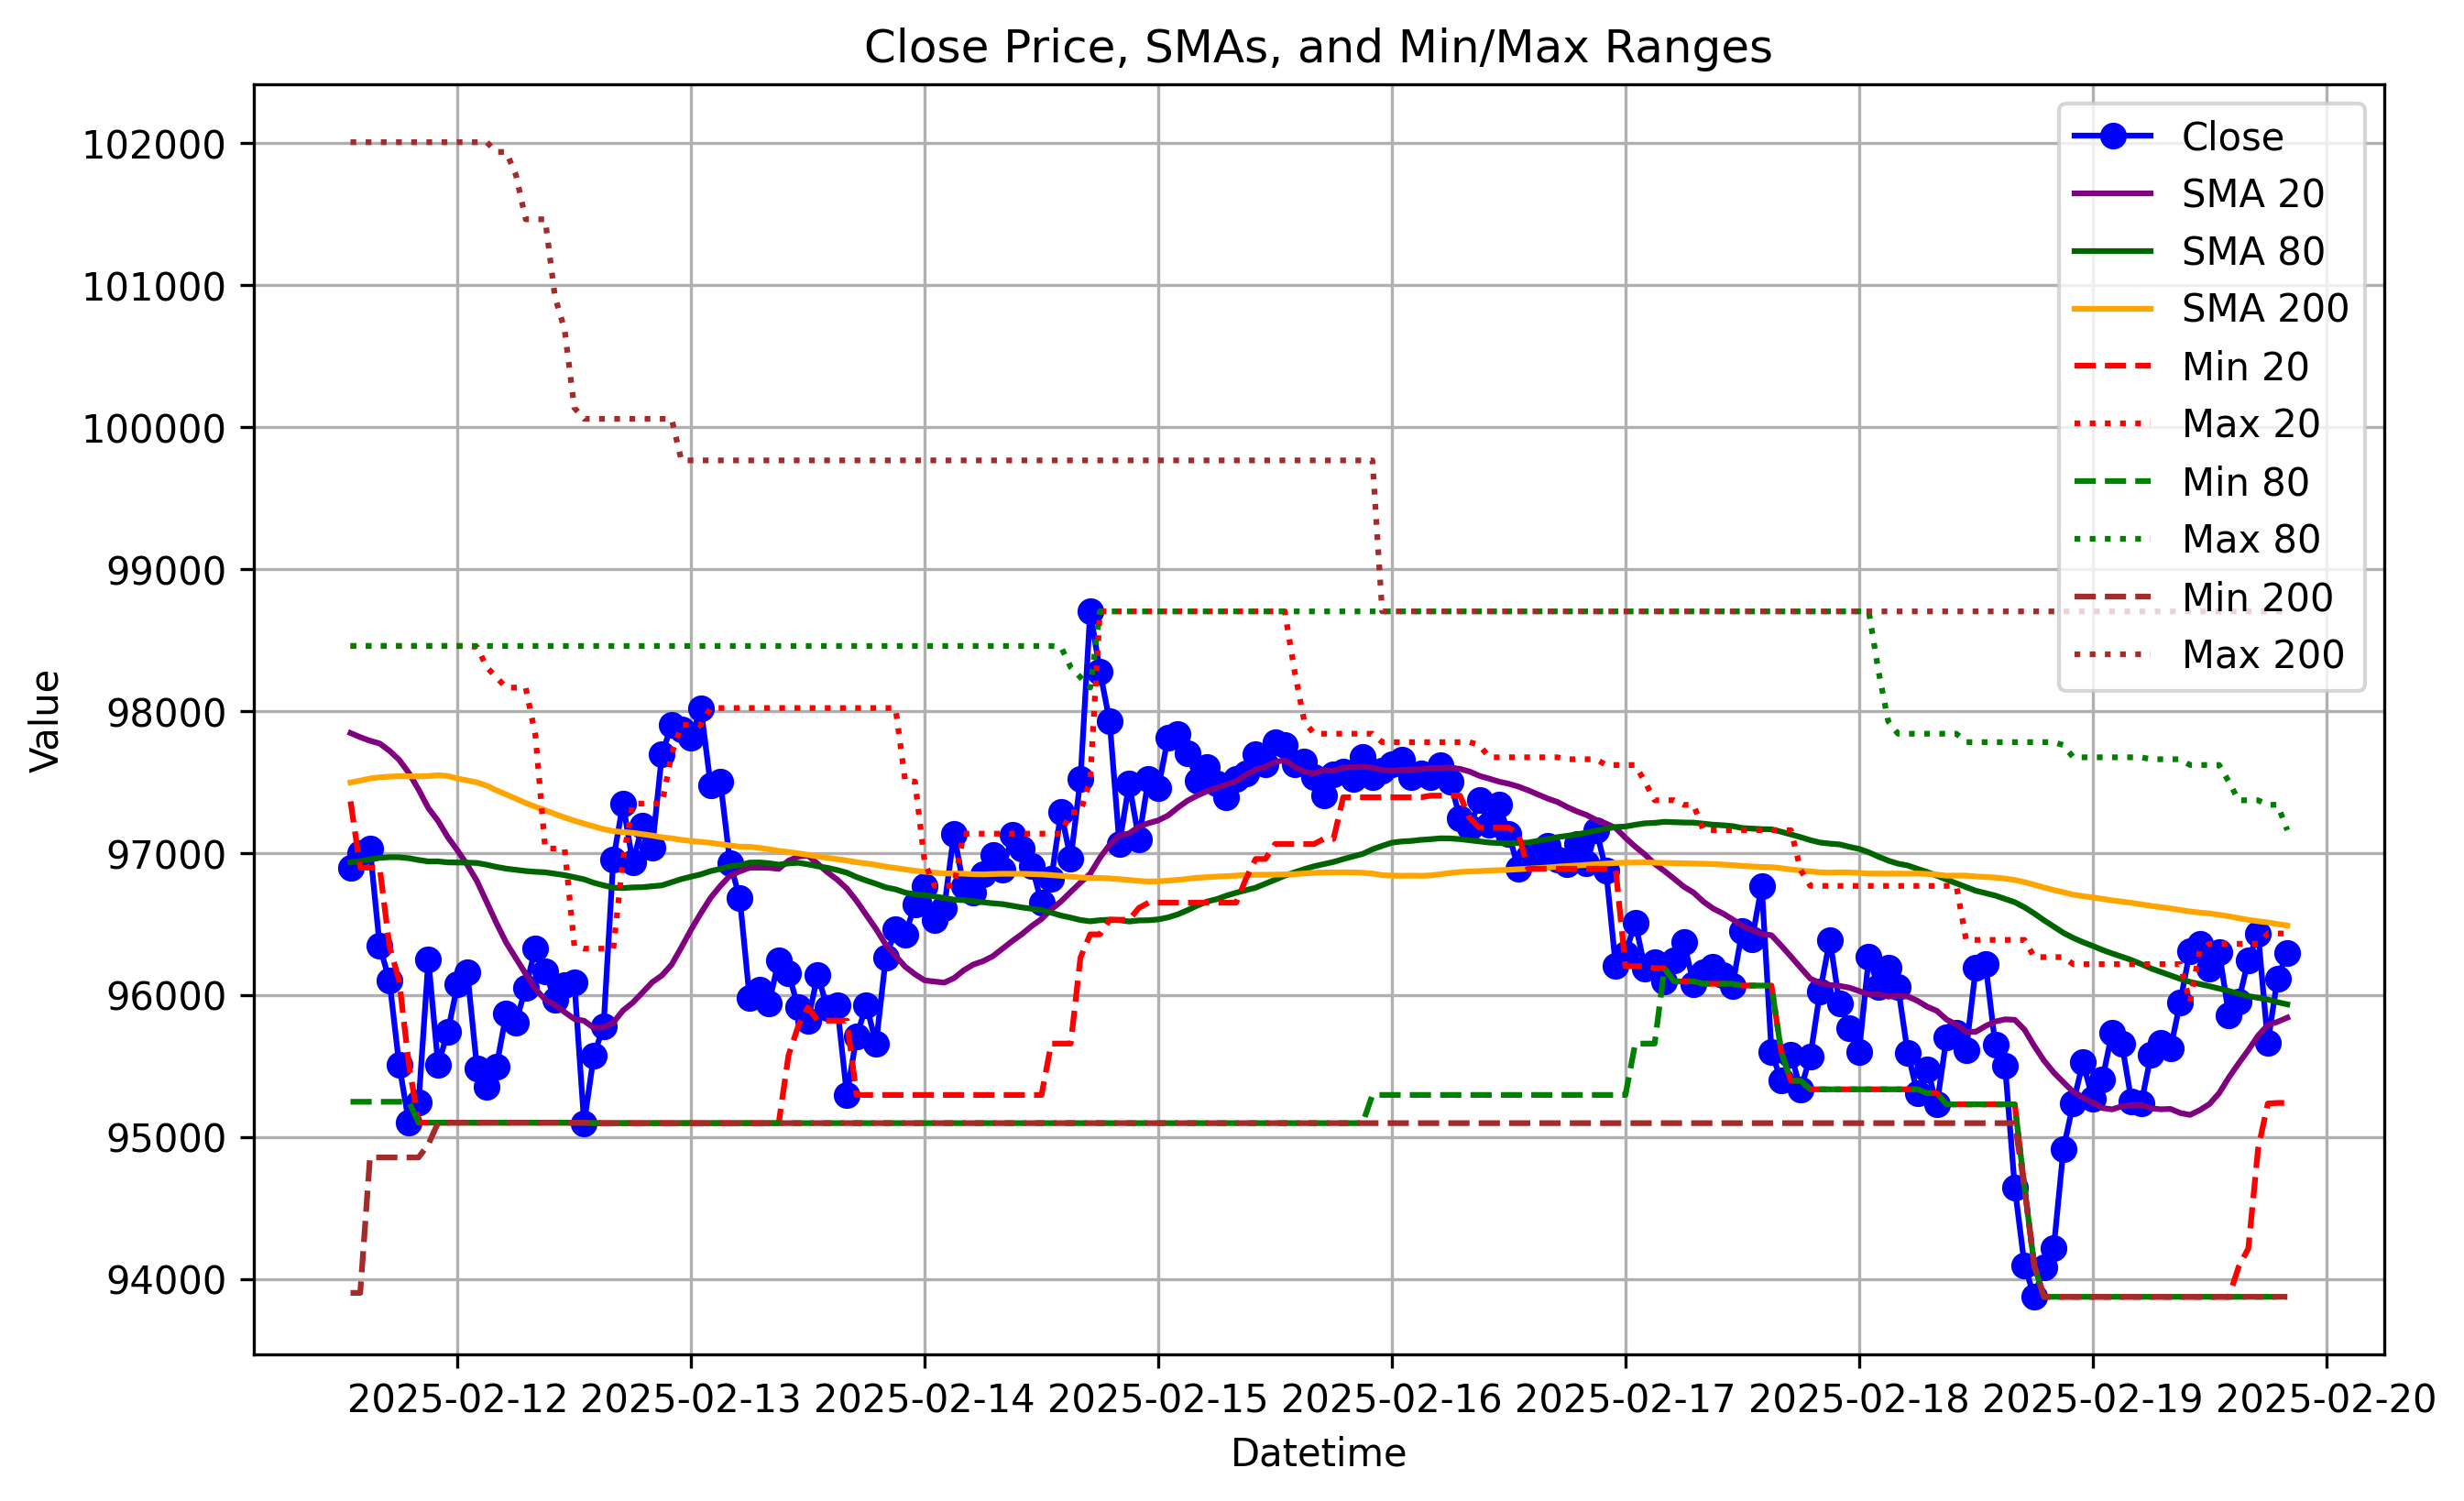 Close Price, SMAs, and Min/Max Ranges
102000
101000
100000
99000
98000
97000
96000
95000
94000
Value
Close
SMA 20
SMA 80
SMA 200
Min 20
Max 20
Min 80
Max 80
Min 200
Max 200
2025-02-12 2025-02-13 2025-02-14 2025-02-15 2025-02-16 2025-02-17 2025-02-18 2025-02-19 2025-02-20
Datetime